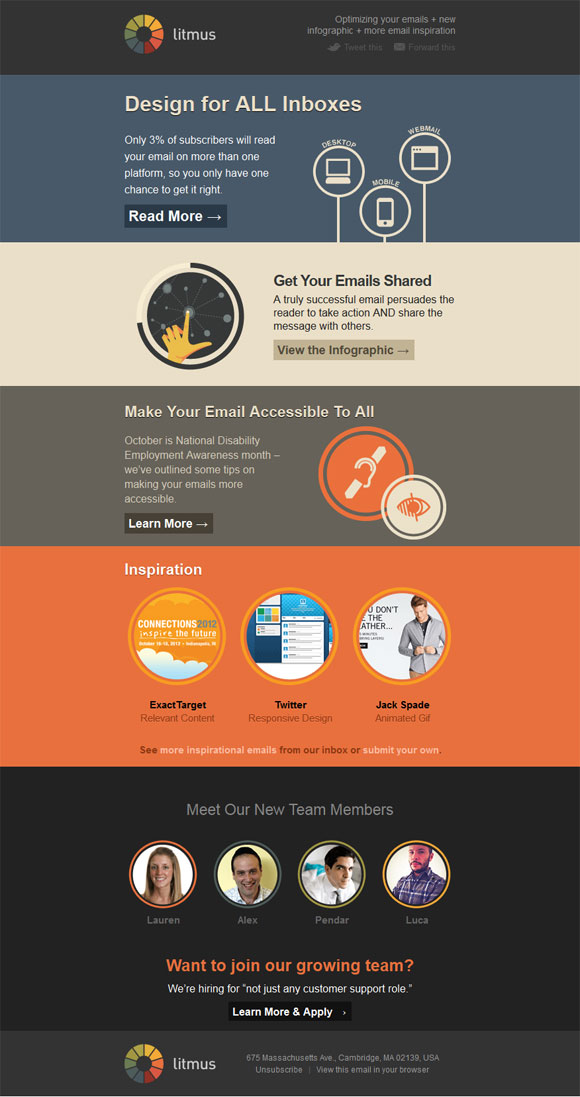 litmus
Optimizing your emails + new
infographic + more email inspiration
Tweet this
Forward this
Design for ALL Inboxes
Only 3% of subscribers will read
your email on more than one
platform, so you only have one
chance to get it right.
Read More →
DESKTOP
WEBMAIL
MOBILE
Get Your Emails Shared
A truly successful email persuades the
reader to take action AND share the
message with others.
View the Infographic →
Make Your Email Accessible To All
October is National Disability
Employment Awareness month –
we've outlined some tips on
making your emails more
accessible.
Learn More →
Inspiration
CONNECTIONS2012
inspire the future
October 16-18, 2012 • Indianapolis, IN
OU DON'T
E THE
ATHER...
ExactTarget
Relevant Content
Twitter
Responsive Design
Jack Spade
Animated Gif
See more inspirational emails from our inbox or submit your own.
Meet Our New Team Members
Lauren
Alex
Pendar
Luca
Want to join our growing team?
We're hiring for “not just any customer support role.”
Learn More & Apply ›
litmus
675 Massachusetts Ave., Cambridge, MA 02139, USA
Unsubscribe | View this email in your browser